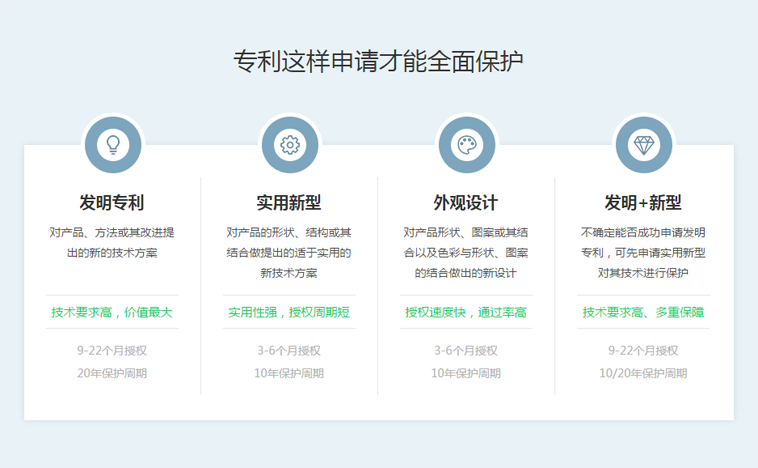 专利这样申请才能全面保护
发明专利
对产品、方法或其改进提
出的新的技术方案
技术要求高，价值最大
9-22个月授权
20年保护周期
实用新型
对产品的形状、结构或其
结合做提出的适于实用的
新技术方案
实用性强，授权周期短
3-6个月授权
10年保护周期
外观设计
对产品形状、图案或其结
合以及色彩与形状、图案
的结合做出的新设计
授权速度快，通过率高
3-6个月授权
10年保护周期
发明+新型
不确定能否成功申请发明
专利，可先申请实用新型
对其技术进行保护
技术要求高、多重保障
9-22个月授权
10/20年保护周期